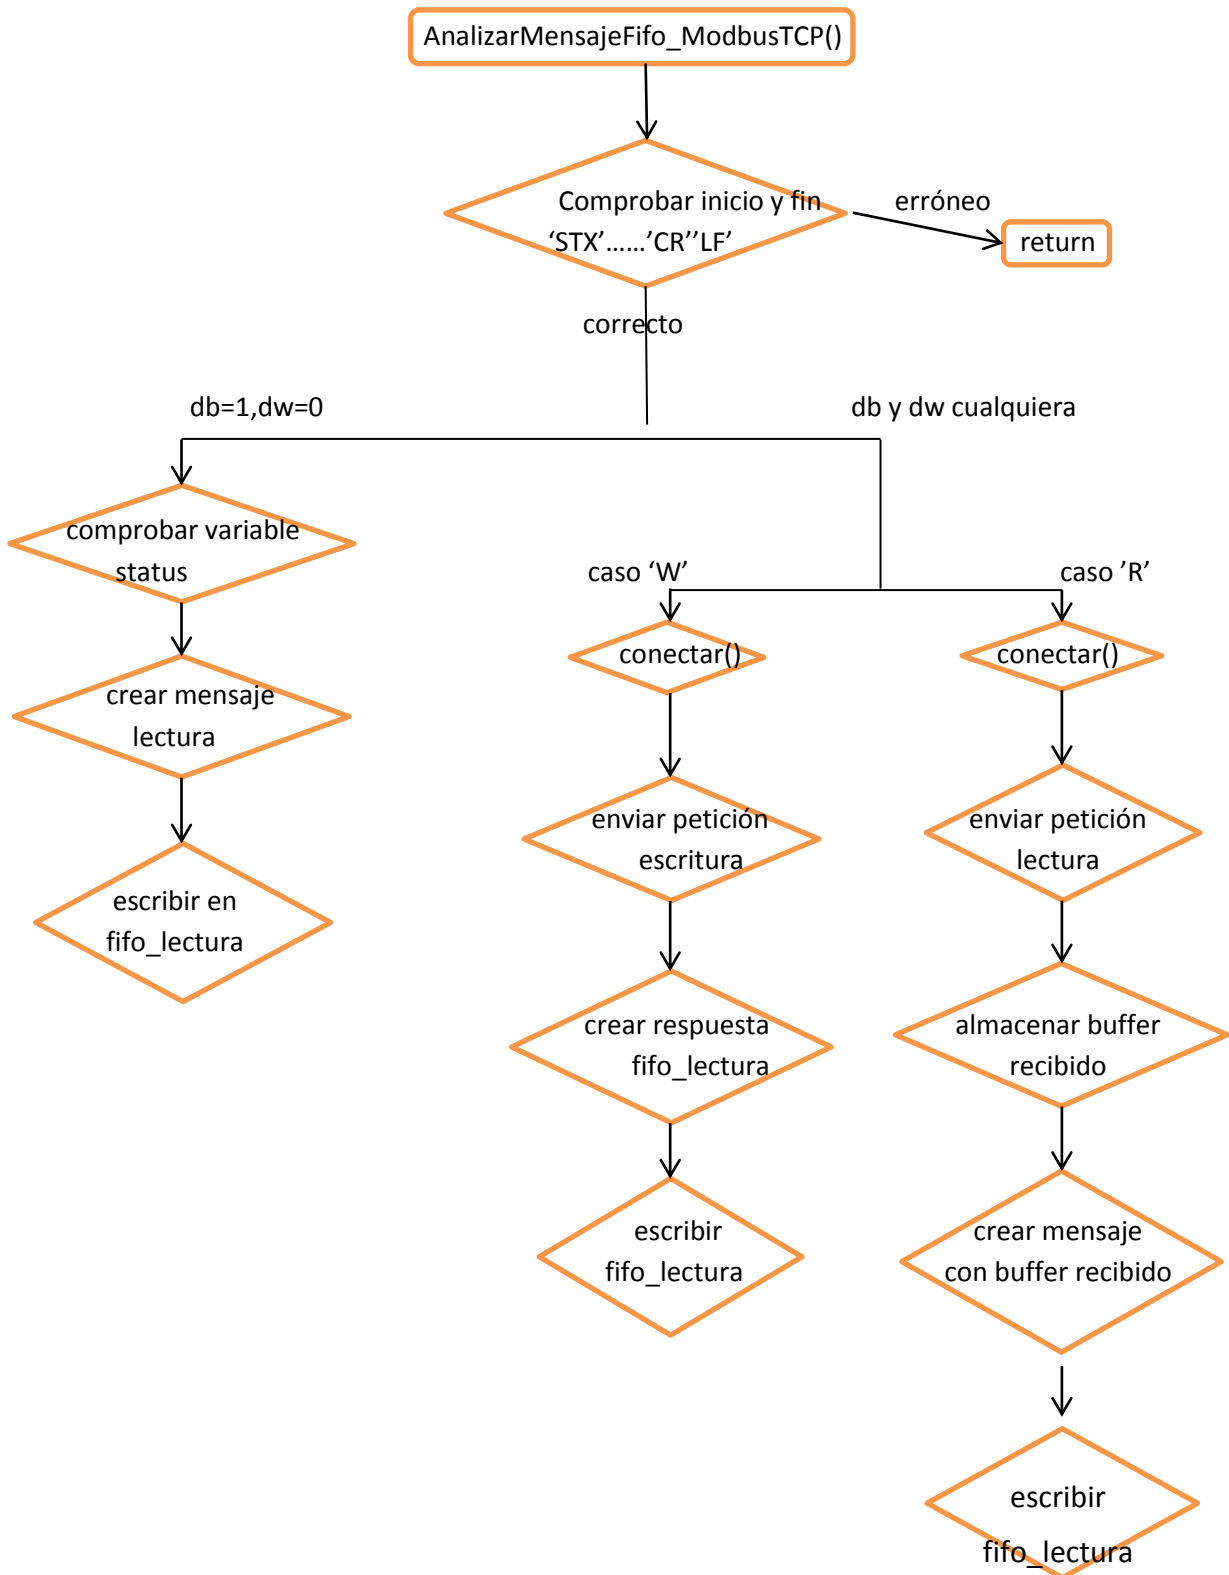 AnalizarMensajeFifo_ModbusTCP()
Comprobar inicio y fin
‘STX’......’CR’’LF’
erróneo
return
correcto
db=1,dw=0
db y dw cualquiera
comprobar variable
status
crear mensaje
lectura
escribir en
fifo_lectura
caso ‘W’
conectar()
enviar petición
escritura
crear respuesta
fifo_lectura
escribir
fifo_lectura
caso ’R’
conectar()
enviar petición
lectura
almacenar buffer
recibido
crear mensaje
con buffer recibido
escribir
fifo_lectura